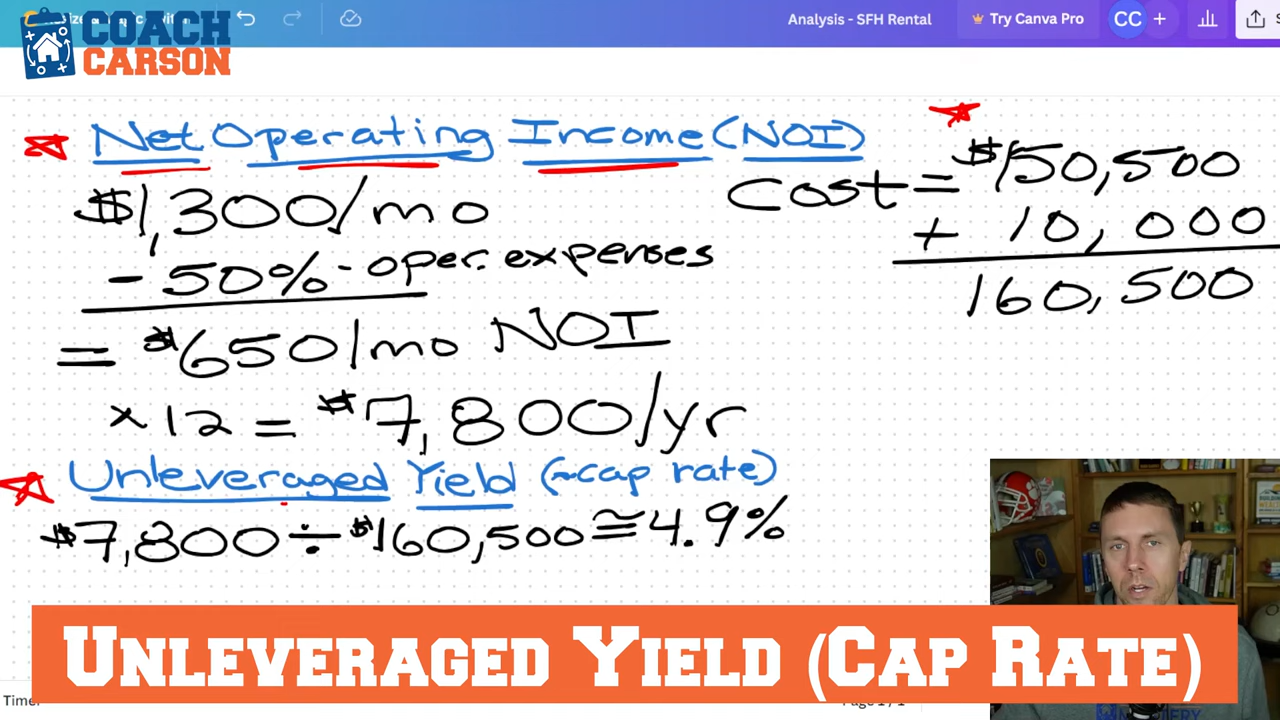 Analysis - SFH Rental
Try Canva Pro
CC
+
COACH
CARSON
Net Operating Income (NOI)
$1,300/mo
- 50% - oper. expenses
= $650/mo NOI
x 12 = $7,800/yr
Cost = $150,500
+ 10,000
160,500
Unleveraged Yield (~cap rate)
$7,800 ÷ $160,500 ≅ 4.9%
UNLEVERAGED YIELD (CAP RATE)